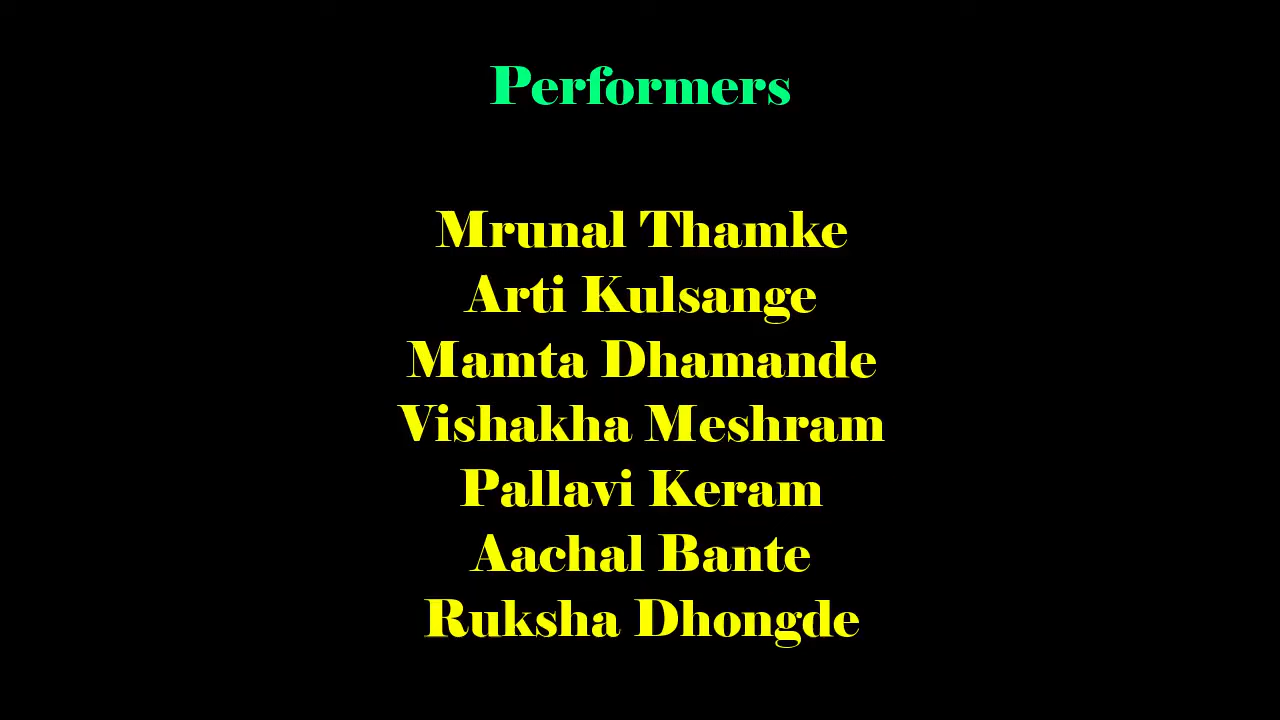 Performers
Mrunal Thamke
Arti Kulsange
Mamta Dhamande
Vishakha Meshram
Pallavi Keram
Aachal Bante
Ruksha Dhongde